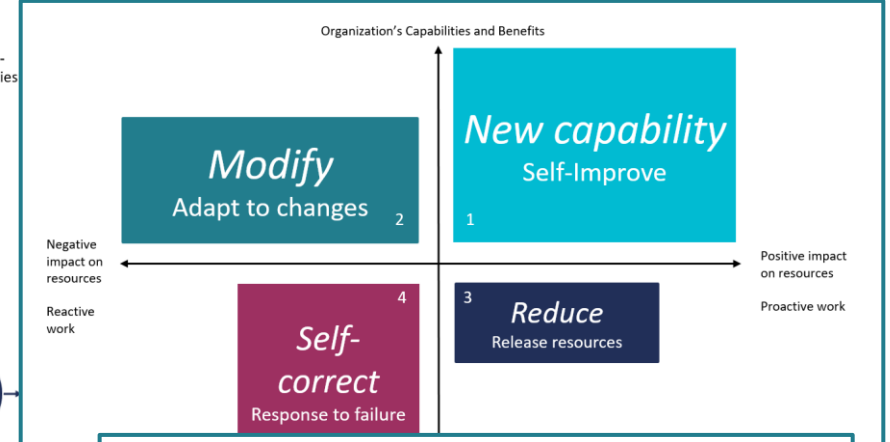 Organization's Capabilities and Benefits
ies
Modify
Adapt to changes
2
New capability
Self-Improve
1
Negative
impact on
resources
Reactive
work
Positive impact
on resources
Proactive work
4
Self-
correct
Response to failure
3
Reduce
Release resources